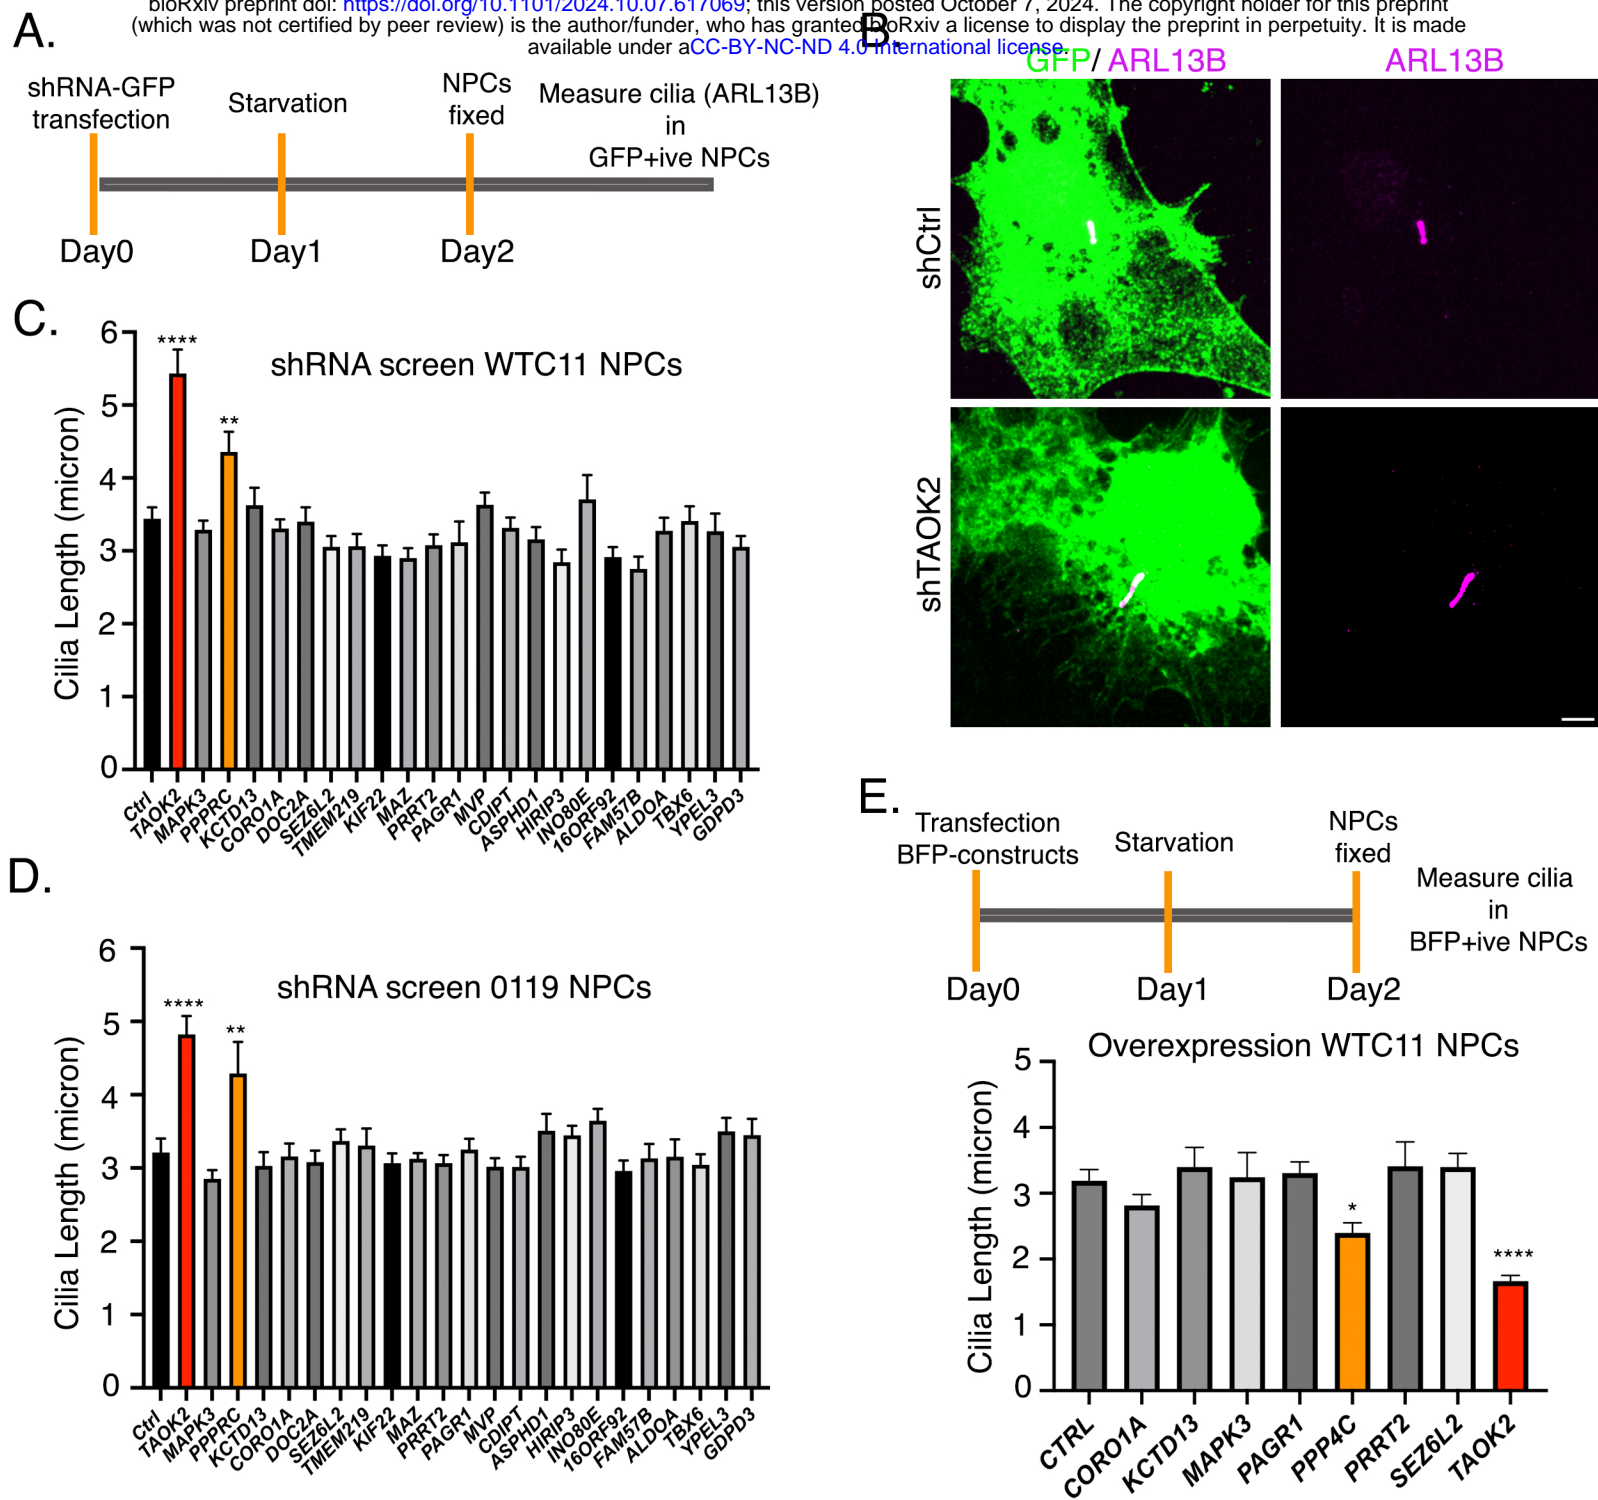 bioRxiv preprint doi: https://doi.org/10.1101/2024.10.07.617069; this version posted October 7, 2024. The copyright holder for this preprint
(which was not certified by peer review) is the author/funder, who has granted bioRxiv a license to display the preprint in perpetuity. It is made
available under aCC-BY-NC-ND 4.0 International license.
A.
shRNA-GFP
transfection
Starvation
NPCs
fixed
Measure cilia (ARL13B)
in
GFP+ive NPCs
Day0
Day1
Day2
B.
GFP/ ARL13B
ARL13B
shCtrl
shTAOK2
C.
shRNA screen WTC11 NPCs
Cilia Length (micron)
6
5
4
3
2
1
0
****
**
Ctrl
TAOK2
MAPK3
PPPRC
KCTD13
CORO1A
DOC2A
SEZ6L2
TMEM219
KIF22
MAZ
PRRT2
PAGR1
MVP
CDIPT
ASPHD1
HIRIP3
INO80E
16ORF92
FAM57B
ALDOA
TBX6
YPEL3
GDPD3
D.
shRNA screen 0119 NPCs
Cilia Length (micron)
6
5
4
3
2
1
0
****
**
Ctrl
TAOK2
MAPK3
PPPRC
KCTD13
CORO1A
DOC2A
SEZ6L2
TMEM219
KIF22
MAZ
PRRT2
PAGR1
MVP
CDIPT
ASPHD1
HIRIP3
INO80E
16ORF92
FAM57B
ALDOA
TBX6
YPEL3
GDPD3
E.
Transfection
BFP-constructs
Starvation
NPCs
fixed
Measure cilia
in
BFP+ive NPCs
Day0
Day1
Day2
Overexpression WTC11 NPCs
Cilia Length (micron)
5
4
3
2
1
0
*
****
CTRL
CORO1A
KCTD13
MAPK3
PAGR1
PPP4C
PRRT2
SEZ6L2
TAOK2